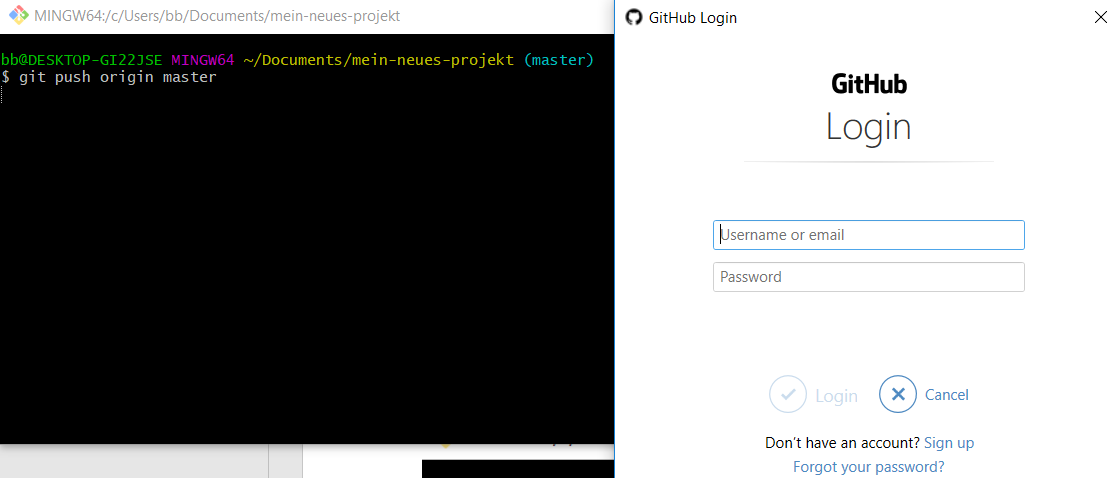 MINGW64:/c/Users/bb/Documents/mein-neues-projekt
bb@DESKTOP-GI22JSE MINGW64 ~/Documents/mein-neues-projekt (master)
$ git push origin master
GitHub Login
GitHub
Login
Username or email
Password
Login
Cancel
Don't have an account? Sign up
Forgot your password?